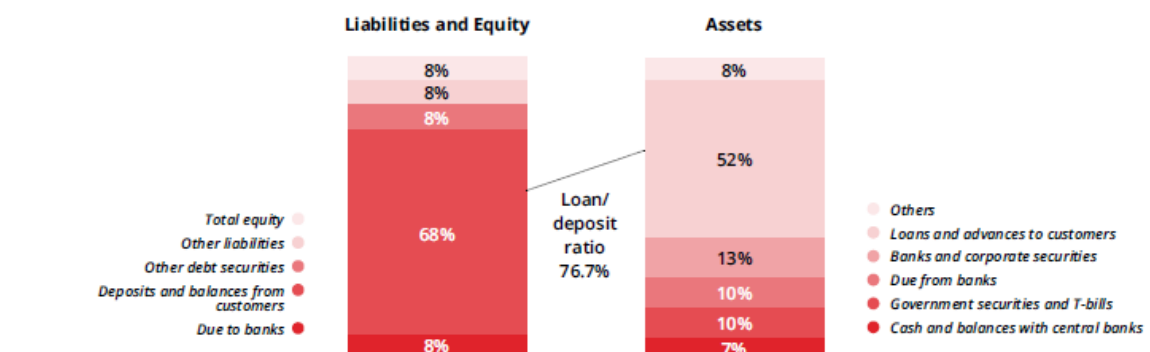 Liabilities and Equity
Assets
8%
8%
8%
68%
8%
8%
52%
13%
10%
10%
7%
Loan/
deposit
ratio
76.7%
Total equity
Other liabilities
Other debt securities
Deposits and balances from
customers
Due to banks
Others
Loans and advances to customers
Banks and corporate securities
Due from banks
Government securities and T-bills
Cash and balances with central banks